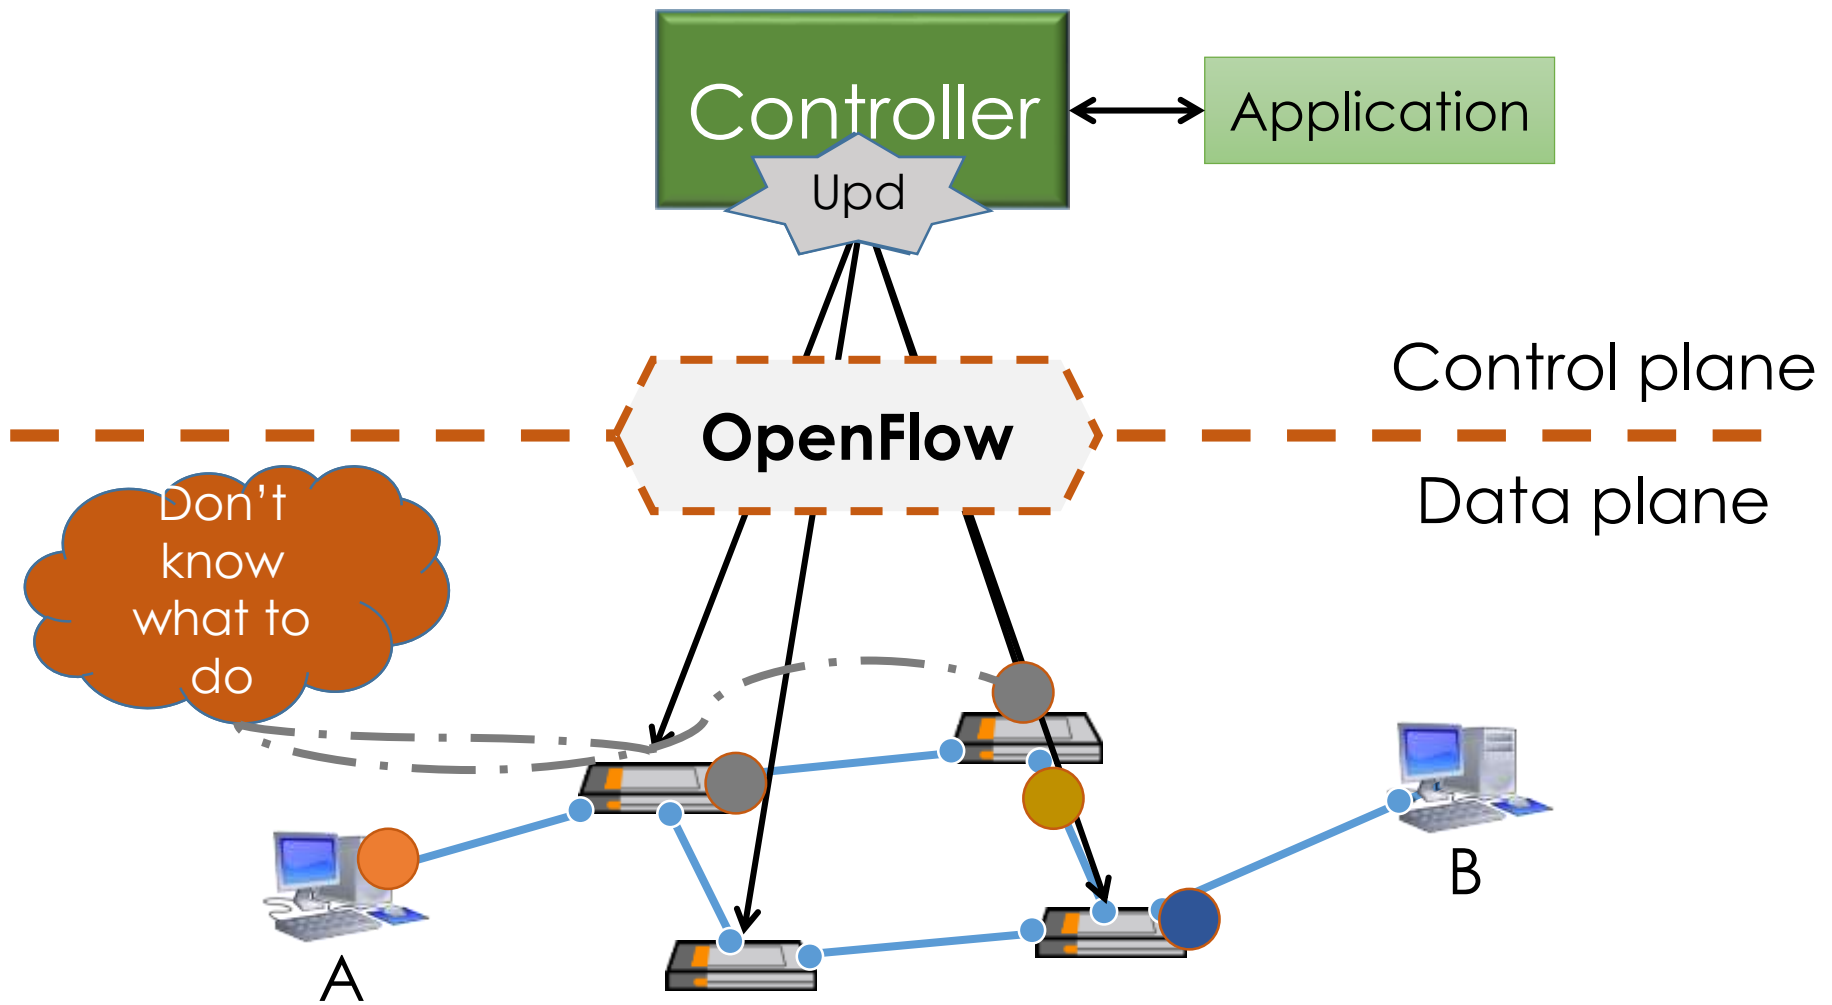 Controller
Application
Upd
Control plane
OpenFlow
Data plane
Don't
know
what to
do
B
A